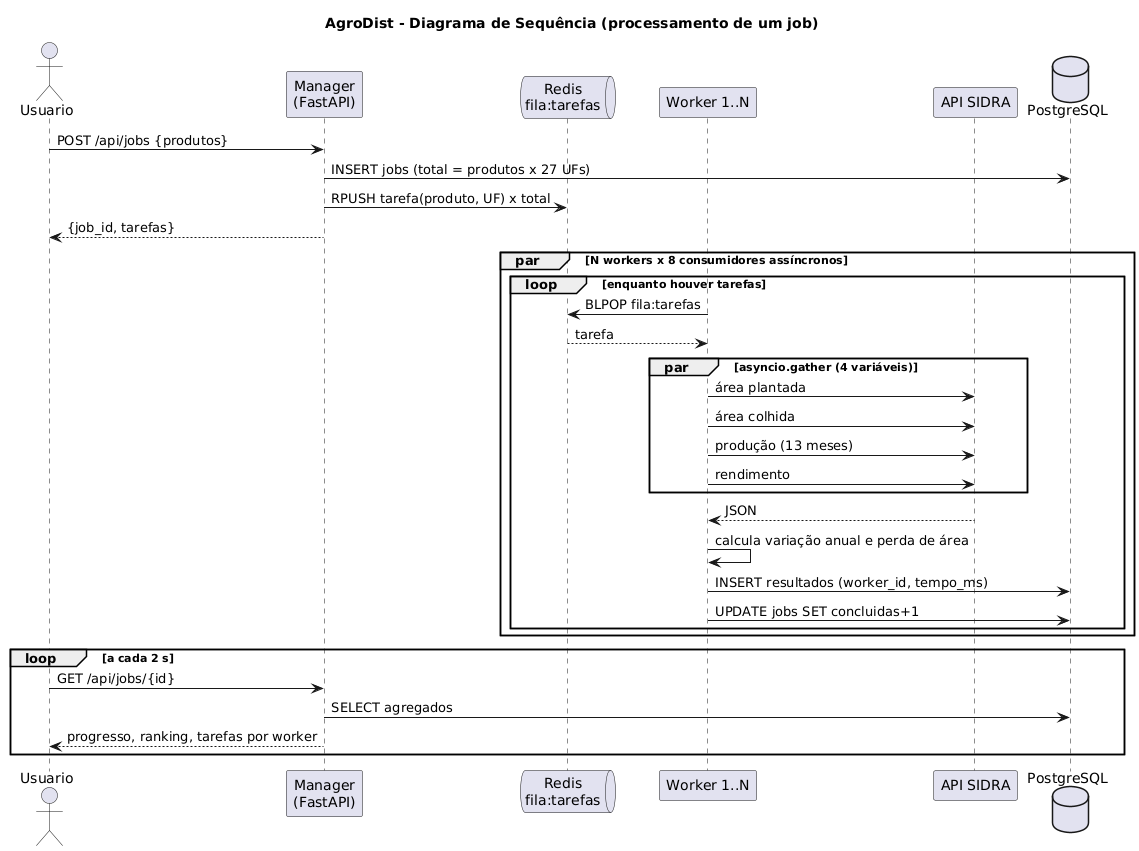 AgroDist - Diagrama de Sequência (processamento de um job)
Usuario
Manager
(FastAPI)
Redis
fila:tarefas
Worker 1..N
API SIDRA
PostgreSQL
POST /api/jobs {produtos}
INSERT jobs (total = produtos x 27 UFs)
RPUSH tarefa(produto, UF) x total
{job_id, tarefas}
par [N workers x 8 consumidores assíncronos]
loop [enquanto houver tarefas]
BLPOP fila:tarefas
tarefa
par [asyncio.gather (4 variáveis)]
área plantada
área colhida
produção (13 meses)
rendimento
JSON
calcula variação anual e perda de área
INSERT resultados (worker_id, tempo_ms)
UPDATE jobs SET concluidas+1
loop [a cada 2 s]
GET /api/jobs/{id}
SELECT agregados
progresso, ranking, tarefas por worker
Usuario
Manager
(FastAPI)
Redis
fila:tarefas
Worker 1..N
API SIDRA
PostgreSQL